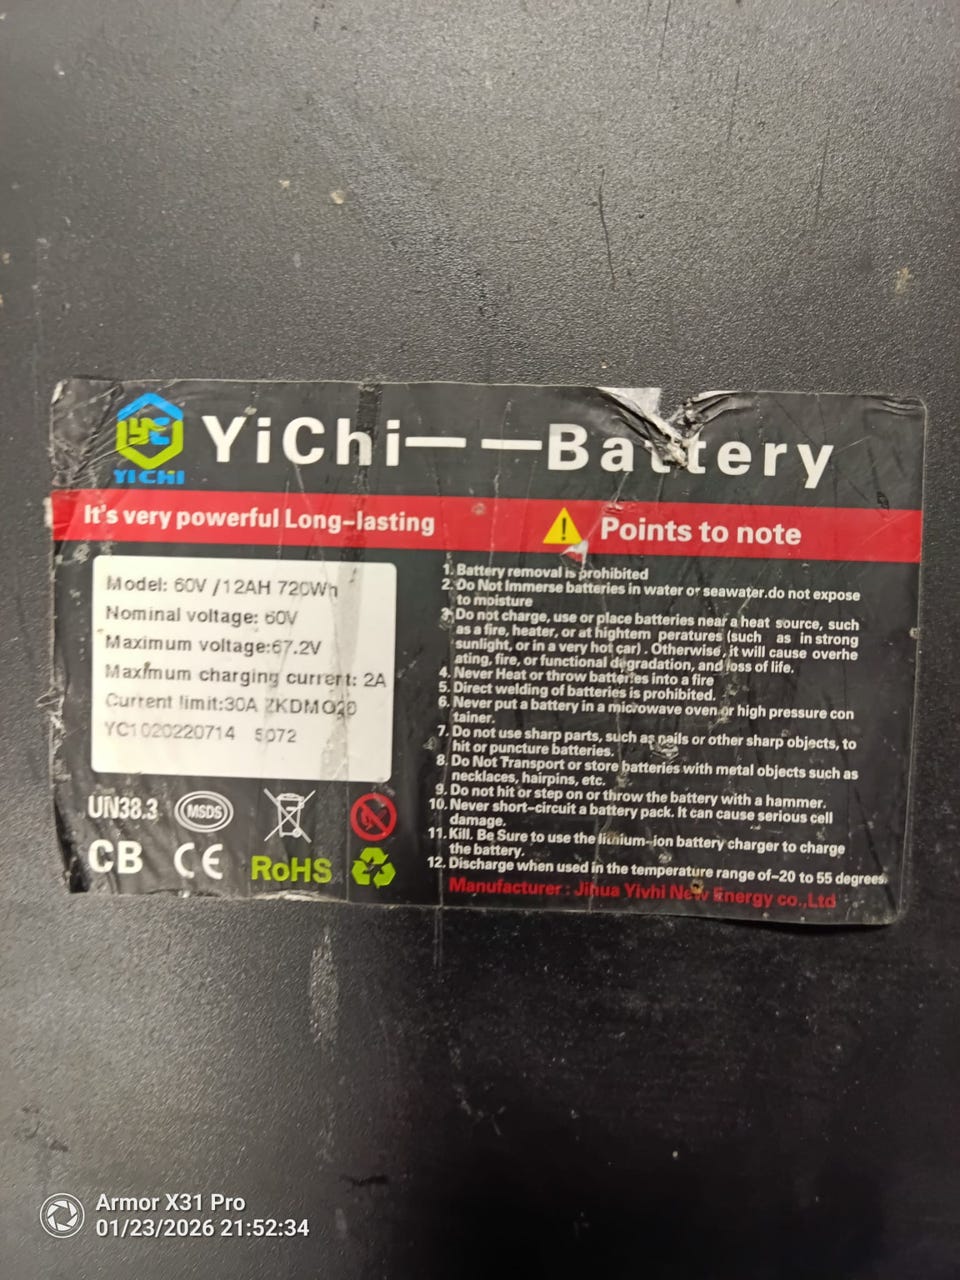 YC
YICHI
YiChi——Battery
It's very powerful Long-lasting
Points to note
Model: 60V /12AH 720Wh
Nominal voltage: 60V
Maximum voltage:67.2V
Maximum charging current: 2A
Current limit:30A ZKDMO20
YC1020220714 5072
UN38.3
MSDS
CB CE RoHS
1. Battery removal is prohibited
2. Do Not Immerse batteries in water or seawater.do not expose
to moisture
3. Do not charge, use or place batteries near a heat source, such
as a fire, heater, or at hightem peratures (such as in strong
sunlight, or in a very hot car) . Otherwise, it will cause overhe
ating, fire, or functional degradation, and loss of life.
4. Never Heat or throw batteries into a fire
5. Direct welding of batteries is prohibited.
6. Never put a battery in a microwave oven or high pressure con
tainer.
7. Do not use sharp parts, such as nails or other sharp objects, to
hit or puncture batteries.
8. Do Not Transport or store batteries with metal objects such as
necklaces, hairpins, etc.
9. Do not hit or step on or throw the battery with a hammer.
10. Never short-circuit a battery pack. It can cause serious cell
damage.
11. Kill. Be Sure to use the lithium-ion battery charger to charge
the battery.
12. Discharge when used in the temperature range of-20 to 55 degrees.
Manufacturer : Jinua Yivhi New Energy co.,Ltd
Armor X31 Pro
01/23/2026 21:52:34